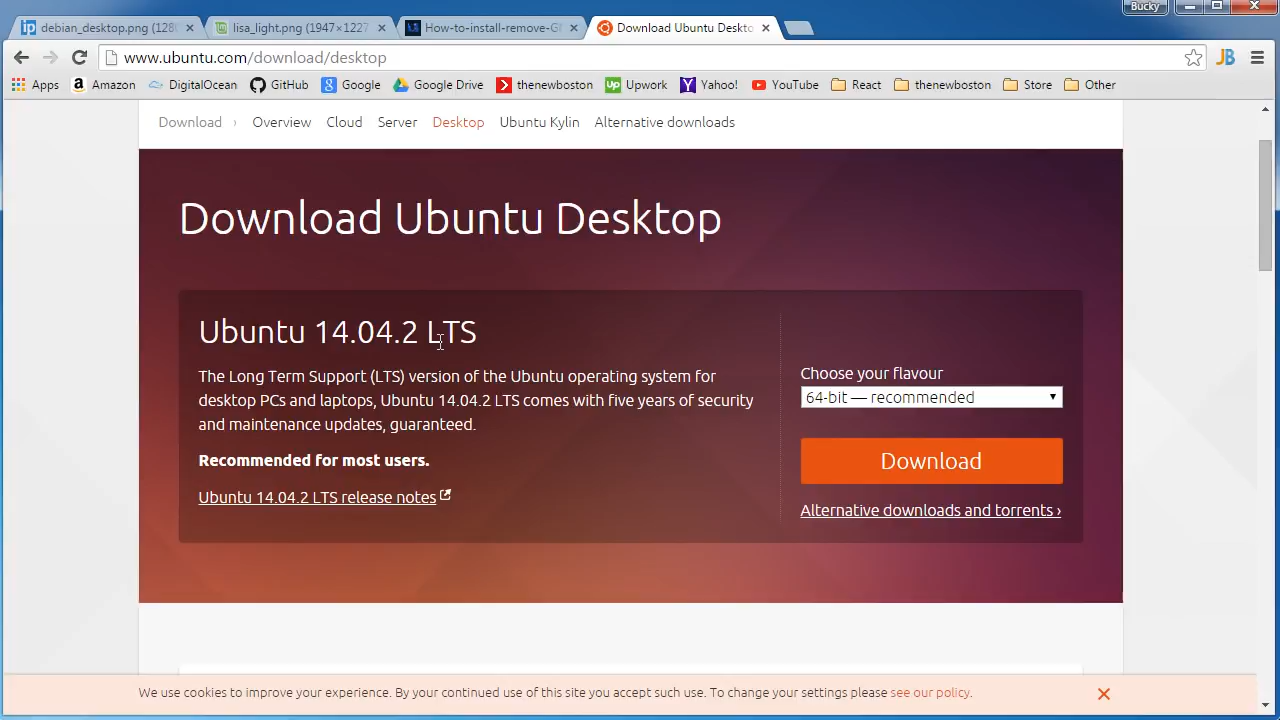 Bucky
debian_desktop.png (128
lisa_light.png (1947×1227
How-to-install-remove-G
Download Ubuntu Deskto
www.ubuntu.com/download/desktop
JB
Apps
Amazon
DigitalOcean
GitHub
Google
Google Drive
thenewboston
Upwork
Yahoo!
YouTube
React
thenewboston
Store
Other
Download › Overview Cloud Server Desktop Ubuntu Kylin Alternative downloads
Download Ubuntu Desktop
Ubuntu 14.04.2 LTS
The Long Term Support (LTS) version of the Ubuntu operating system for
desktop PCs and laptops, Ubuntu 14.04.2 LTS comes with five years of security
and maintenance updates, guaranteed.
Recommended for most users.
Ubuntu 14.04.2 LTS release notes
Choose your flavour
64-bit — recommended
Download
Alternative downloads and torrents ›
We use cookies to improve your experience. By your continued use of this site you accept such use. To change your settings please see our policy.